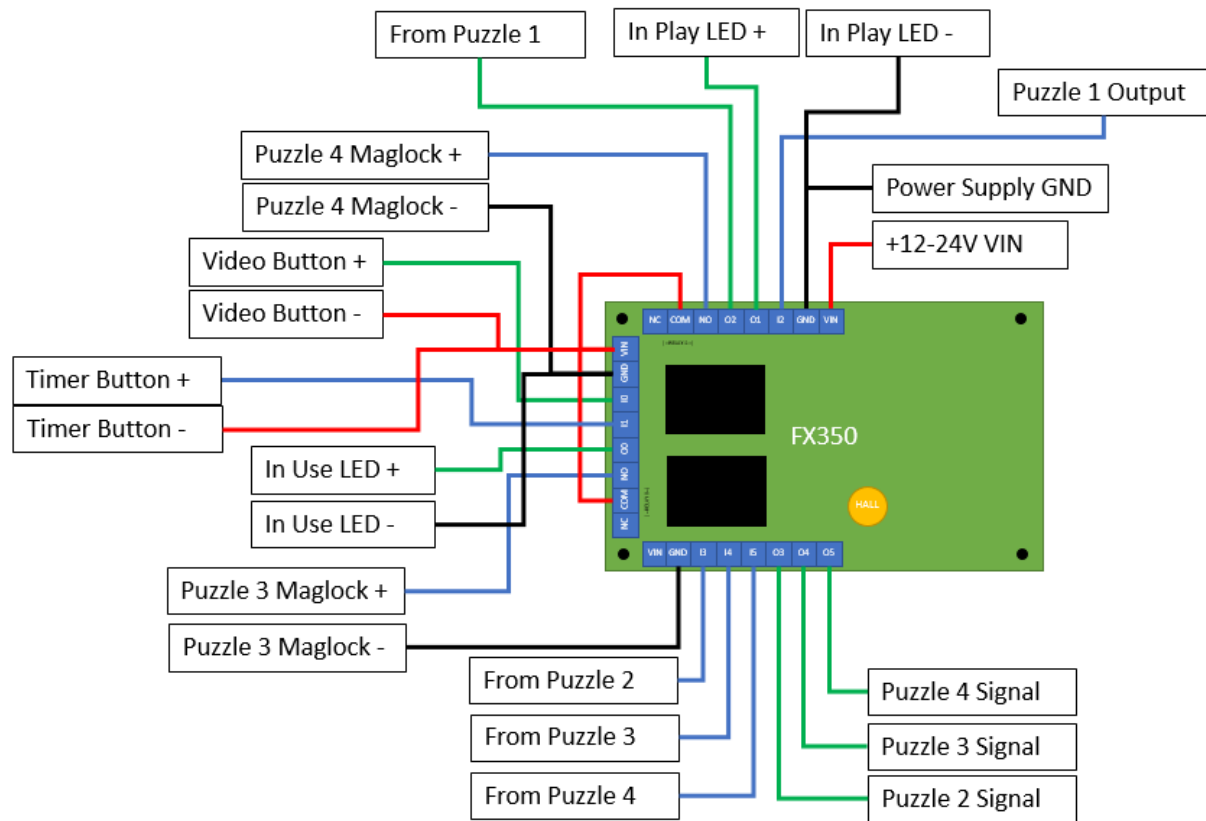 From Puzzle 1
In Play LED +
In Play LED -
Puzzle 1 Output
Puzzle 4 Maglock +
Puzzle 4 Maglock -
Power Supply GND
+12-24V VIN
Video Button +
Video Button -
Timer Button +
Timer Button -
In Use LED +
In Use LED -
Puzzle 3 Maglock +
Puzzle 3 Maglock -
NC COM NO O2 O1 I2 GND VIN
VIN
GND
I0
I1
O0
NO
COM
NC
FX350
HALL
VIN GND I3 I4 I5 O3 O4 O5
From Puzzle 2
From Puzzle 3
From Puzzle 4
Puzzle 4 Signal
Puzzle 3 Signal
Puzzle 2 Signal